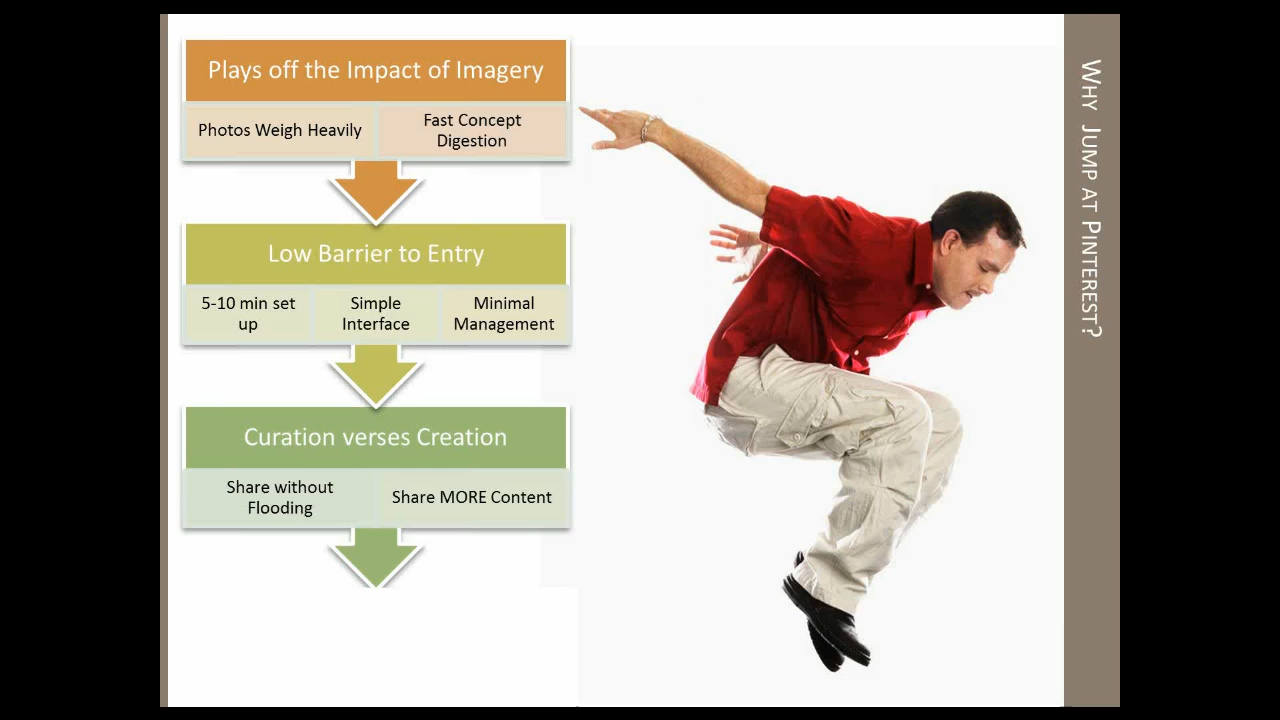 Plays off the Impact of Imagery
Photos Weigh Heavily
Fast Concept
Digestion
Low Barrier to Entry
5-10 min set
up
Simple
Interface
Minimal
Management
Curation verses Creation
Share without
Flooding
Share MORE Content
WHY JUMP AT PINTEREST?